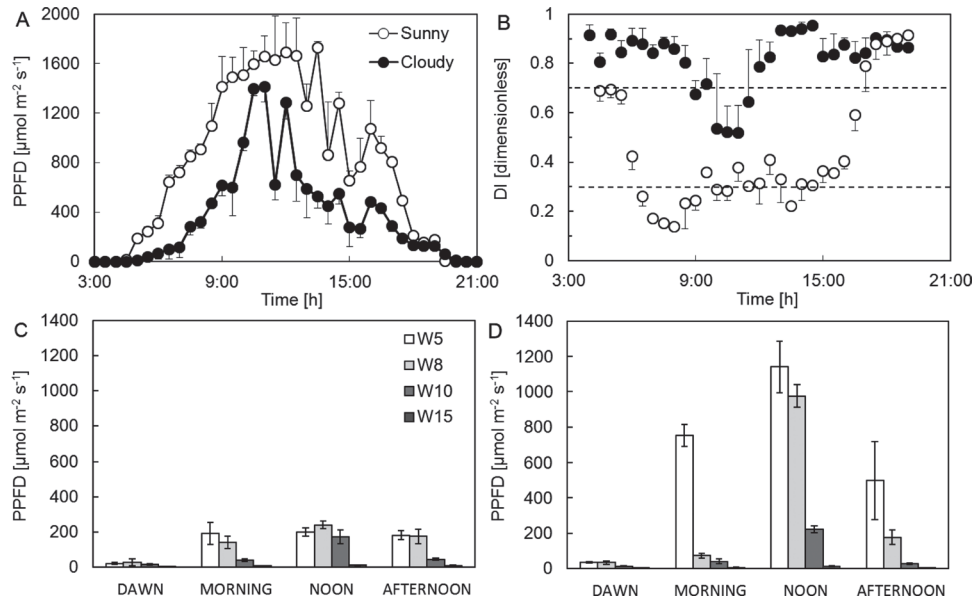 A
B
PPFD [µmol m⁻² s⁻¹]
2000
1600
1200
800
400
0
Sunny
Cloudy
3:00
9:00
15:00
21:00
Time [h]
DI [dimensionless]
1
0.8
0.6
0.4
0.2
0
3:00
9:00
15:00
21:00
Time [h]
C
PPFD [µmol m⁻² s⁻¹]
1400
1200
1000
800
600
400
200
0
W5
W8
W10
W15
DAWN
MORNING
NOON
AFTERNOON
D
PPFD [µmol m⁻² s⁻¹]
1400
1200
1000
800
600
400
200
0
DAWN
MORNING
NOON
AFTERNOON